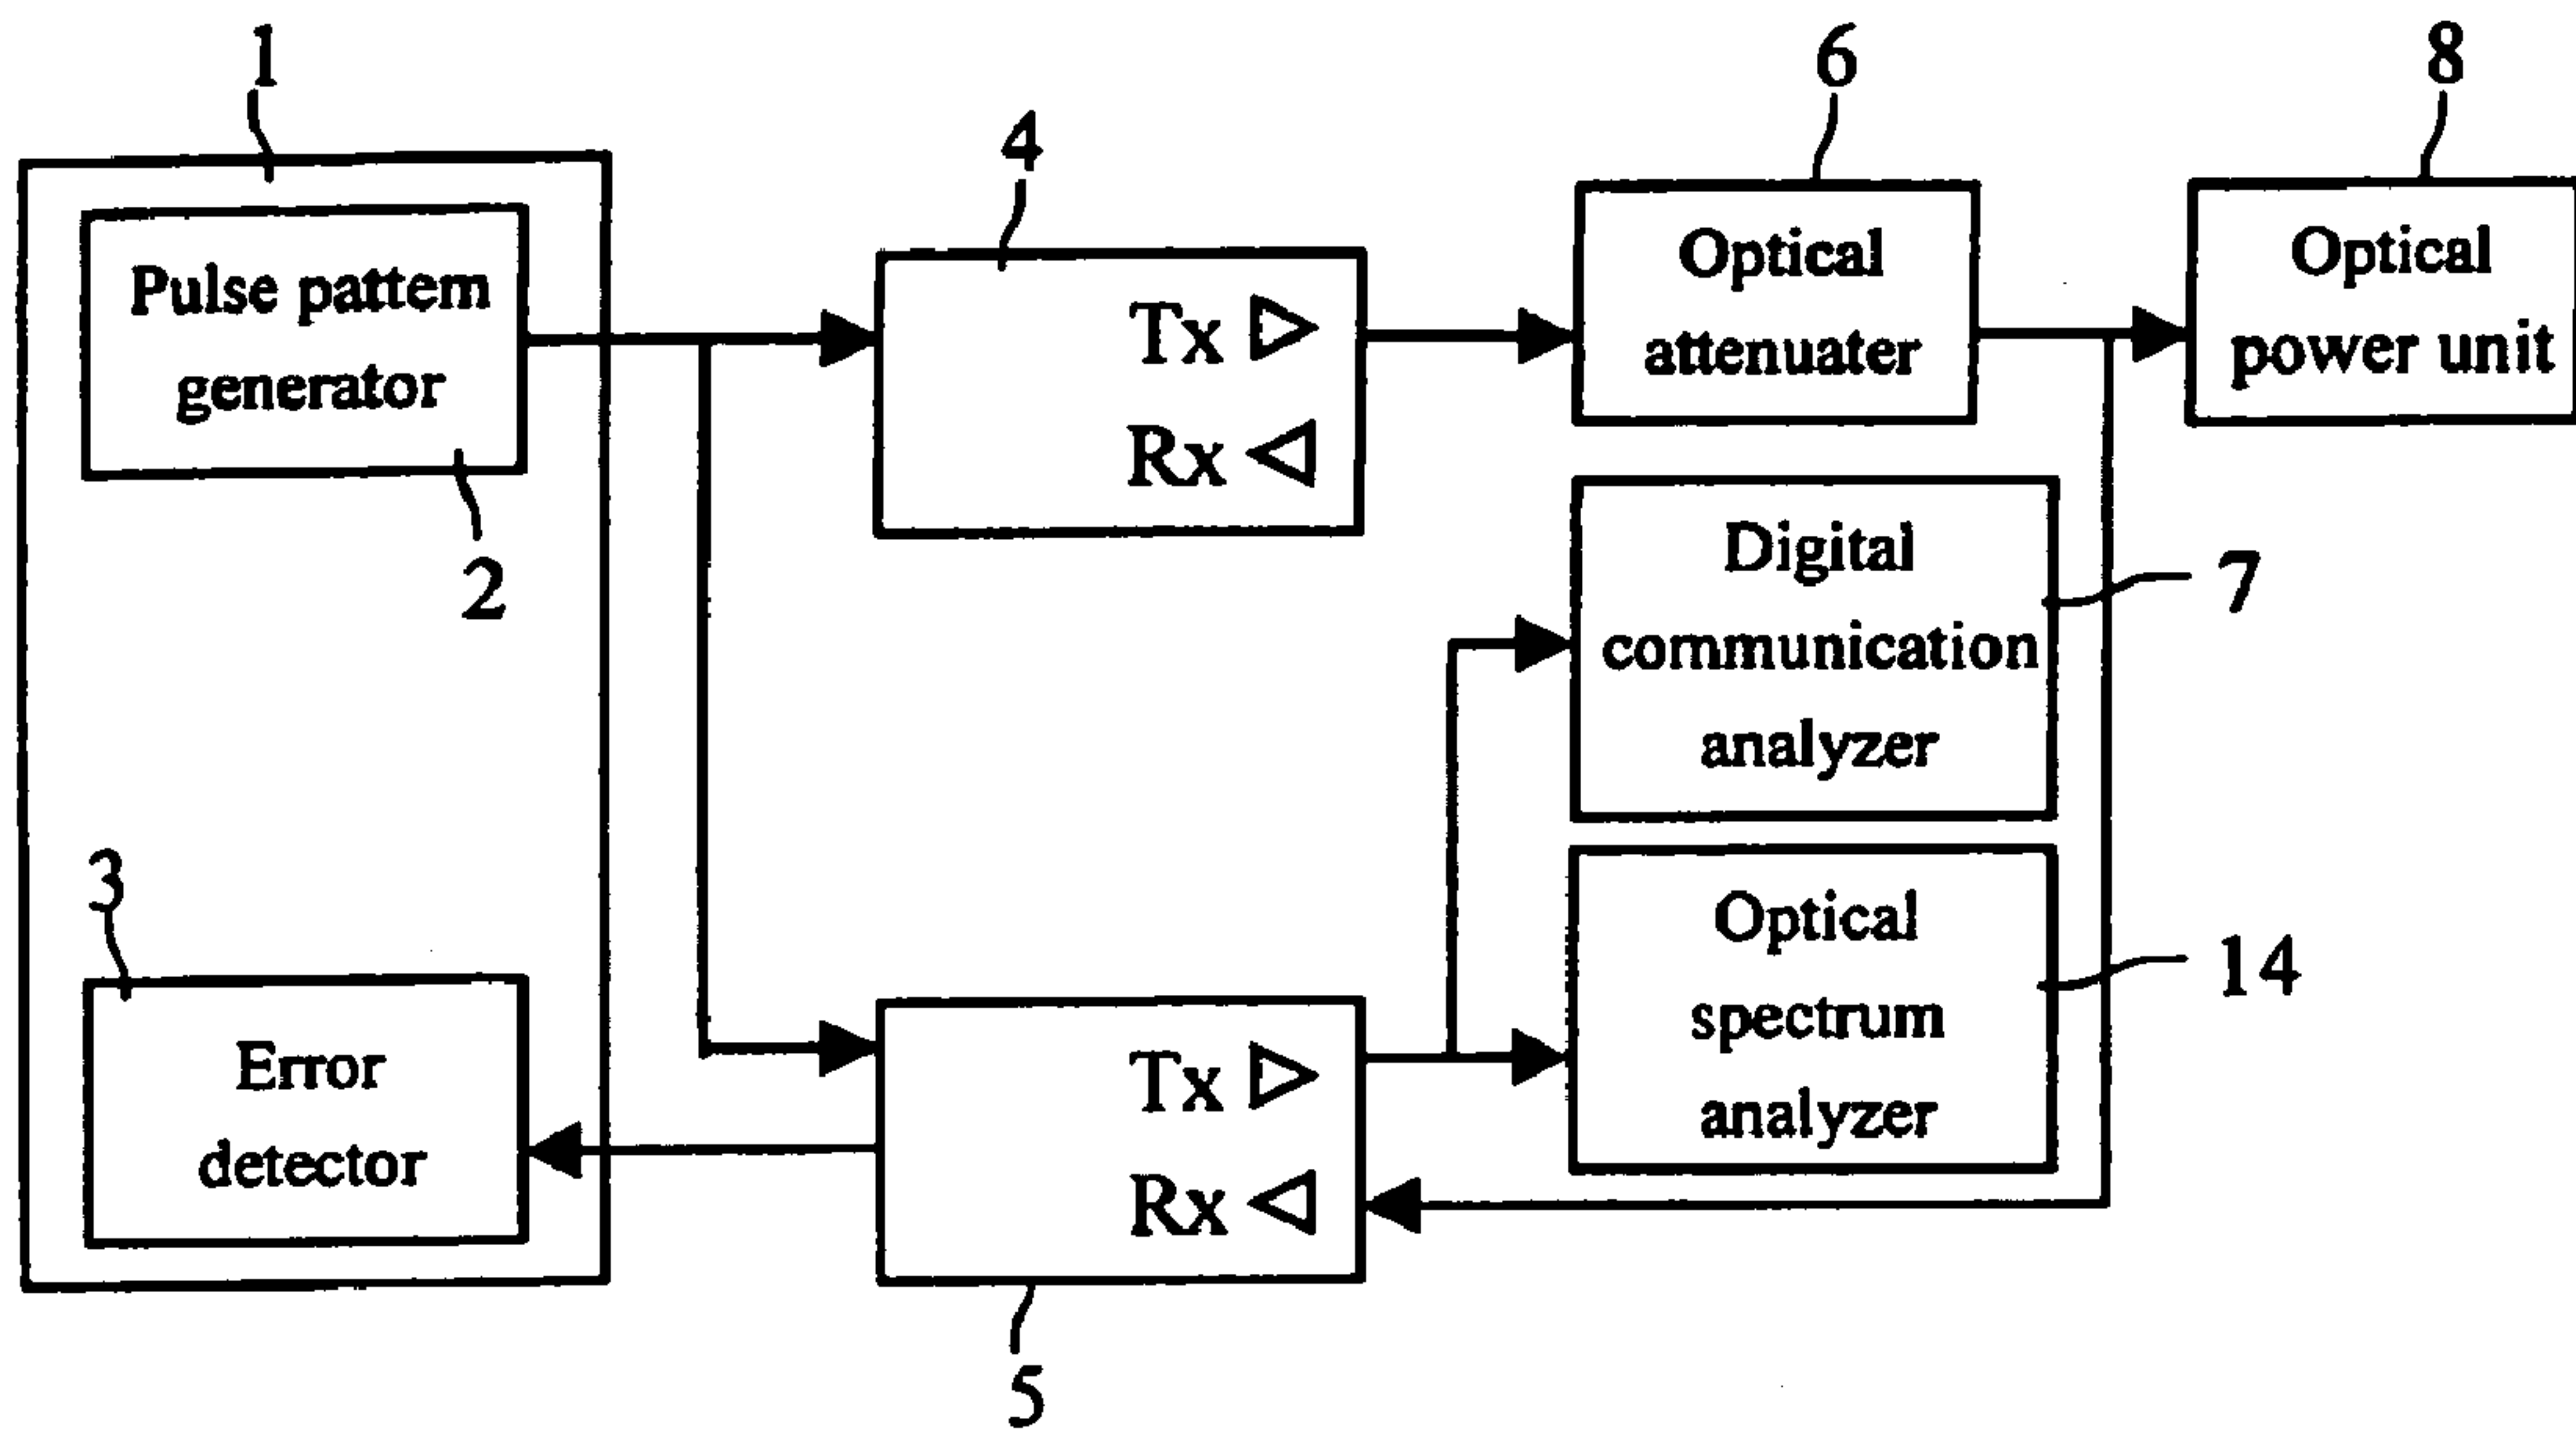 1
Pulse pattem
generator
2
3
Error
detector
4
Tx
Rx
5
Tx
Rx
6
Optical
attenuater
8
Optical
power unit
7
Digital
communication
analyzer
14
Optical
spectrum
analyzer